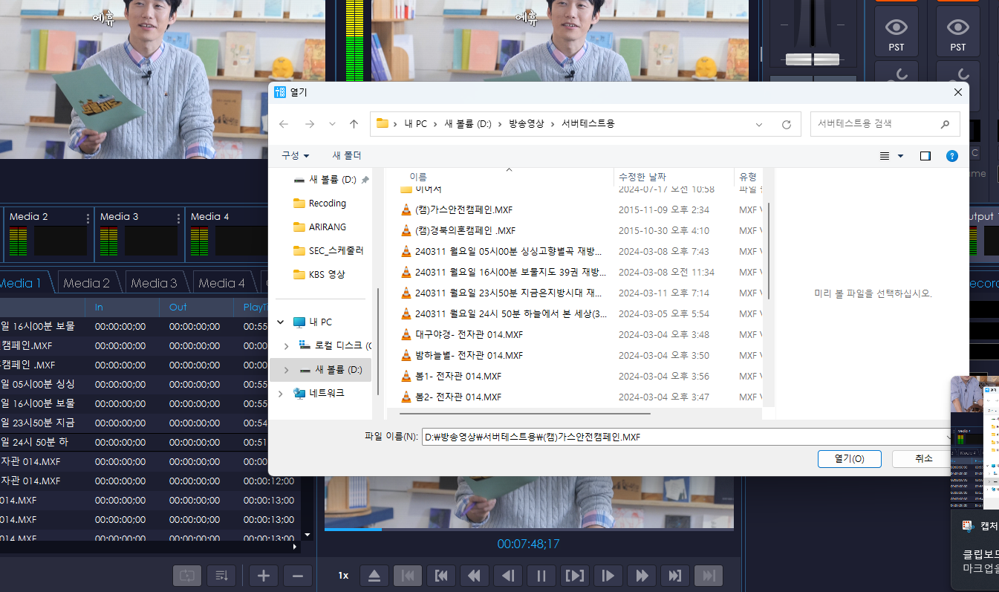 에휴
에휴
PST
PST
열기
내 PC > 새 볼륨 (D:) > 방송영상 > 서버테스트용
서버테스트용 검색
구성
새 폴더
이름
수정한 날짜
유형
새 볼륨 (D:)
Recoding
ARIRANG
SEC_스케줄러
KBS 영상
내 PC
로컬 디스크 (C
새 볼륨 (D:)
네트워크
이어서 2024-07-17 오전 10:58 파일
(캠)가스안전캠페인.MXF 2015-11-09 오후 2:34 MXF
(캠)경북의혼캠페인 .MXF 2015-10-30 오후 4:10 MXF
240311 월요일 05시00분 싱싱고향별곡 재방... 2024-03-08 오후 7:43 MXF
240311 월요일 16시00분 보물지도 39권 재방... 2024-03-08 오전 11:34 MXF
240311 월요일 23시50분 지금은지방시대 재... 2024-03-11 오후 7:14 MXF
240311 월요일 24시 50분 하늘에서 본 세상(3... 2024-03-05 오후 5:54 MXF
대구야경- 전자관 014.MXF 2024-03-04 오후 3:48 MXF
밤하늘별- 전자관 014.MXF 2024-03-04 오후 3:50 MXF
봄1- 전자관 014.MXF 2024-03-04 오후 3:56 MXF
봄2- 전자관 014.MXF 2024-03-04 오후 3:47 MXF
미리 볼 파일을 선택하십시오.
파일 이름(N): D:₩방송영상₩서버테스트용₩(캠)가스안전캠페인.MXF
열기(O)
취소
Media 2
Media 3
Media 4
Media 1
Media 2
Media 3
Media 4
In
Out
PlayTi
일 16시00분 보물 00:00:00;00 00:00:00;00 00:55
캠페인.MXF 00:00:00;00 00:00:00;00 00:00
캠페인 .MXF 00:00:00;00 00:00:00;00 00:00
일 05시00분 싱싱 00:00:00;00 00:00:00;00 00:55
일 16시00분 보물 00:00:00;00 00:00:00;00 00:55
일 23시50분 지금 00:00:00;00 00:00:00;00 00:54
일 24시 50분 하 00:00:00;00 00:00:00;00 00:51
자관 014.MXF 00:00:00;00 00:00:00;00 00:00
자관 014.MXF 00:00:00;00 00:00:00;00 00:00:12;00
014.MXF 00:00:00;00 00:00:00;00 00:00:13;00
014.MXF 00:00:00;00 00:00:00;00 00:00:13;00
014.MXF 00:00:00;00 00:00:00;00 00:00:13;00
00:07:48;17
1x
C
me
utput 1
ecord
캡처
클립보드
마크업을